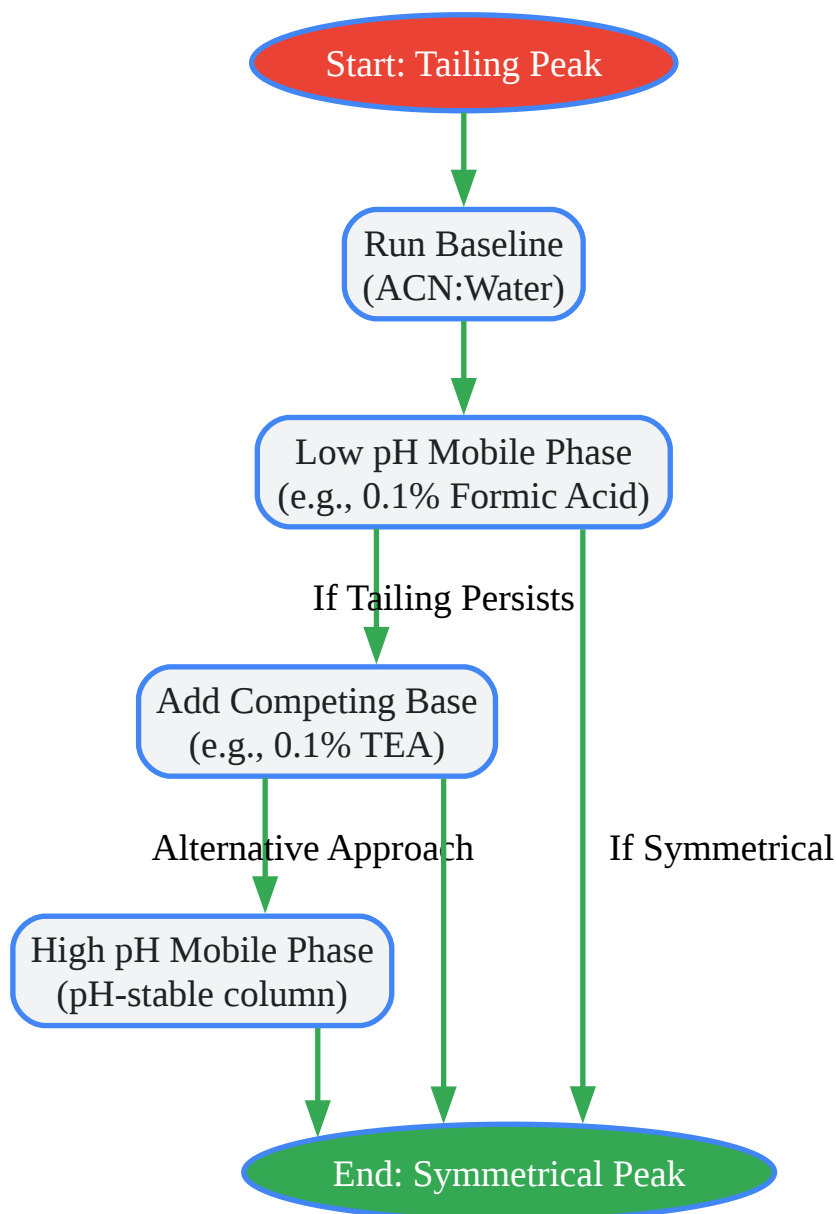 Start: Tailing Peak
Run Baseline
(ACN:Water)
Low pH Mobile Phase
(e.g., 0.1% Formic Acid)
If Tailing Persists
Add Competing Base
(e.g., 0.1% TEA)
Alternative Approach
If Symmetrical
High pH Mobile Phase
(pH-stable column)
End: Symmetrical Peak